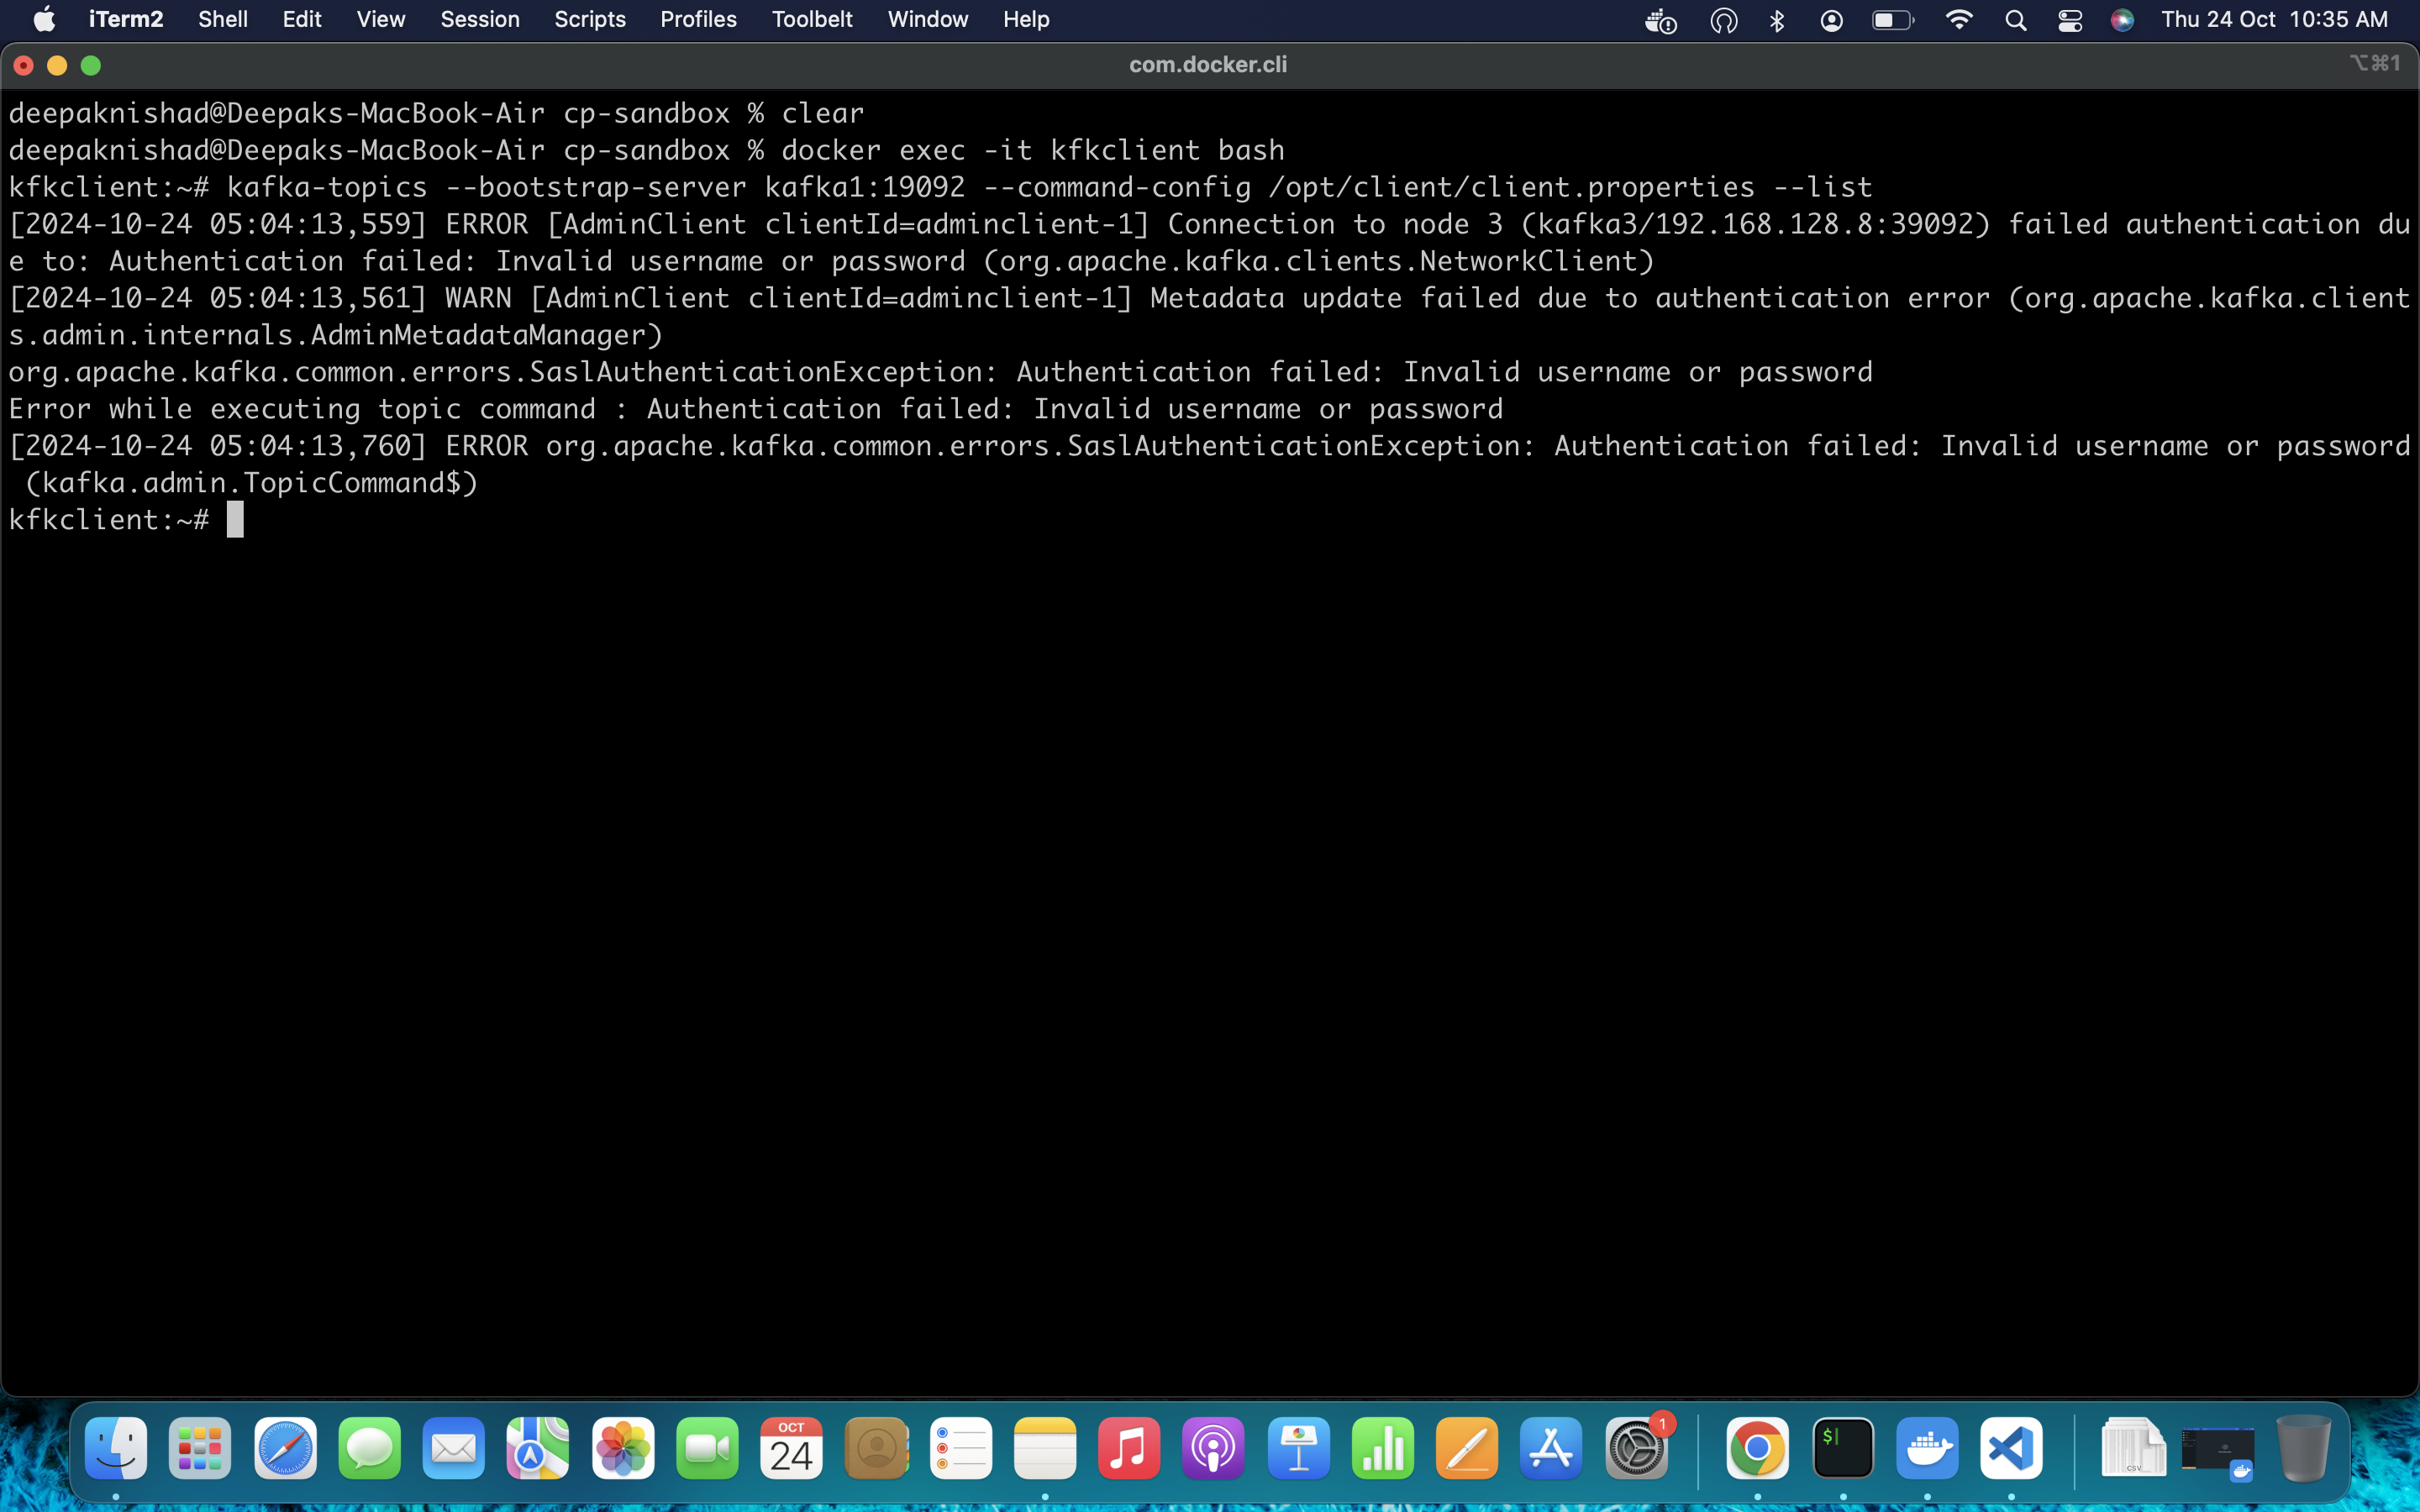 iTerm2 Shell Edit View Session Scripts Profiles Toolbelt Window Help Thu 24 Oct 10:35 AM
com.docker.cli ⌥⌘1
deepaknishad@Deepaks-MacBook-Air cp-sandbox % clear
deepaknishad@Deepaks-MacBook-Air cp-sandbox % docker exec -it kfkclient bash
kfkclient:~# kafka-topics --bootstrap-server kafka1:19092 --command-config /opt/client/client.properties --list
[2024-10-24 05:04:13,559] ERROR [AdminClient clientId=adminclient-1] Connection to node 3 (kafka3/192.168.128.8:39092) failed authentication du
e to: Authentication failed: Invalid username or password (org.apache.kafka.clients.NetworkClient)
[2024-10-24 05:04:13,561] WARN [AdminClient clientId=adminclient-1] Metadata update failed due to authentication error (org.apache.kafka.client
s.admin.internals.AdminMetadataManager)
org.apache.kafka.common.errors.SaslAuthenticationException: Authentication failed: Invalid username or password
Error while executing topic command : Authentication failed: Invalid username or password
[2024-10-24 05:04:13,760] ERROR org.apache.kafka.common.errors.SaslAuthenticationException: Authentication failed: Invalid username or password
 (kafka.admin.TopicCommand$)
kfkclient:~#
OCT
24
1
$
CSV